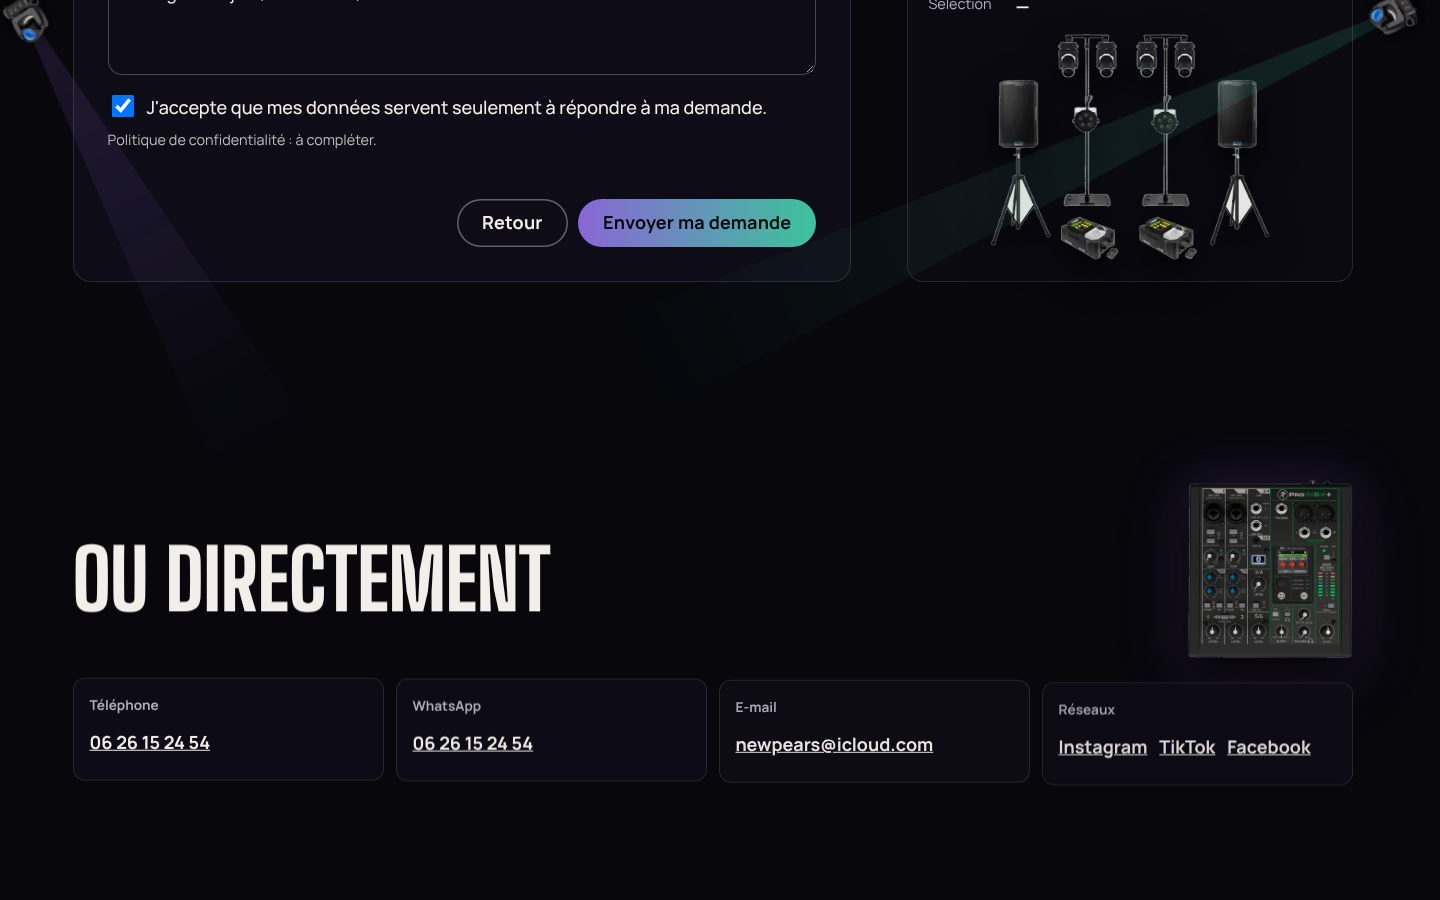 Sélection —
J'accepte que mes données servent seulement à répondre à ma demande.
Politique de confidentialité : à compléter.
Retour
Envoyer ma demande
OU DIRECTEMENT
Téléphone
06 26 15 24 54
WhatsApp
06 26 15 24 54
E-mail
newpears@icloud.com
Réseaux
Instagram TikTok Facebook